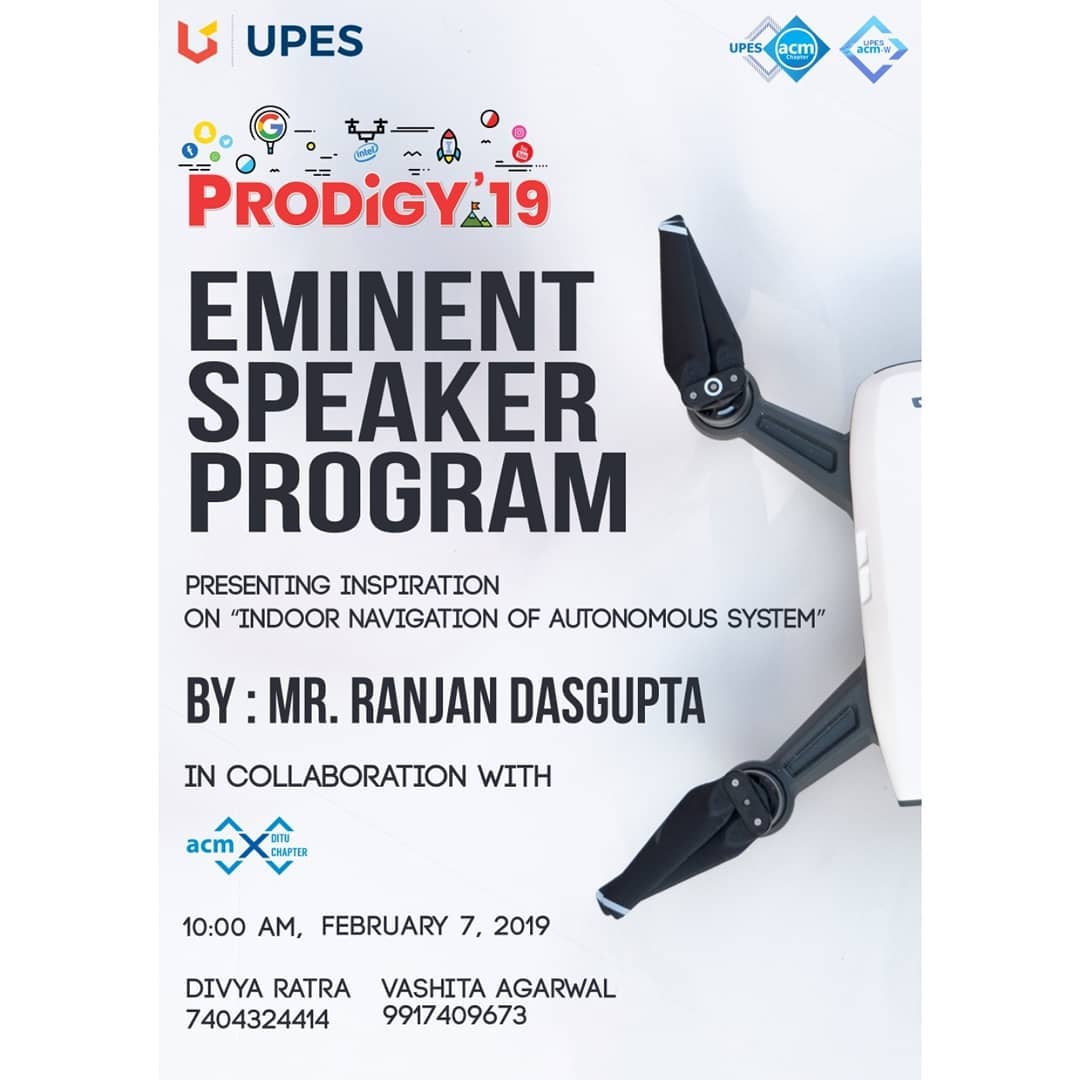 UPES
UPES acm Chapter
UPES acm-w
intel
PRODiGY'19
EMINENT
SPEAKER
PROGRAM
PRESENTING INSPIRATION
ON “INDOOR NAVIGATION OF AUTONOMOUS SYSTEM”
BY : MR. RANJAN DASGUPTA
IN COLLABORATION WITH
acm X DITU CHAPTER
10:00 AM, FEBRUARY 7, 2019
DIVYA RATRA VASHITA AGARWAL
7404324414 9917409673